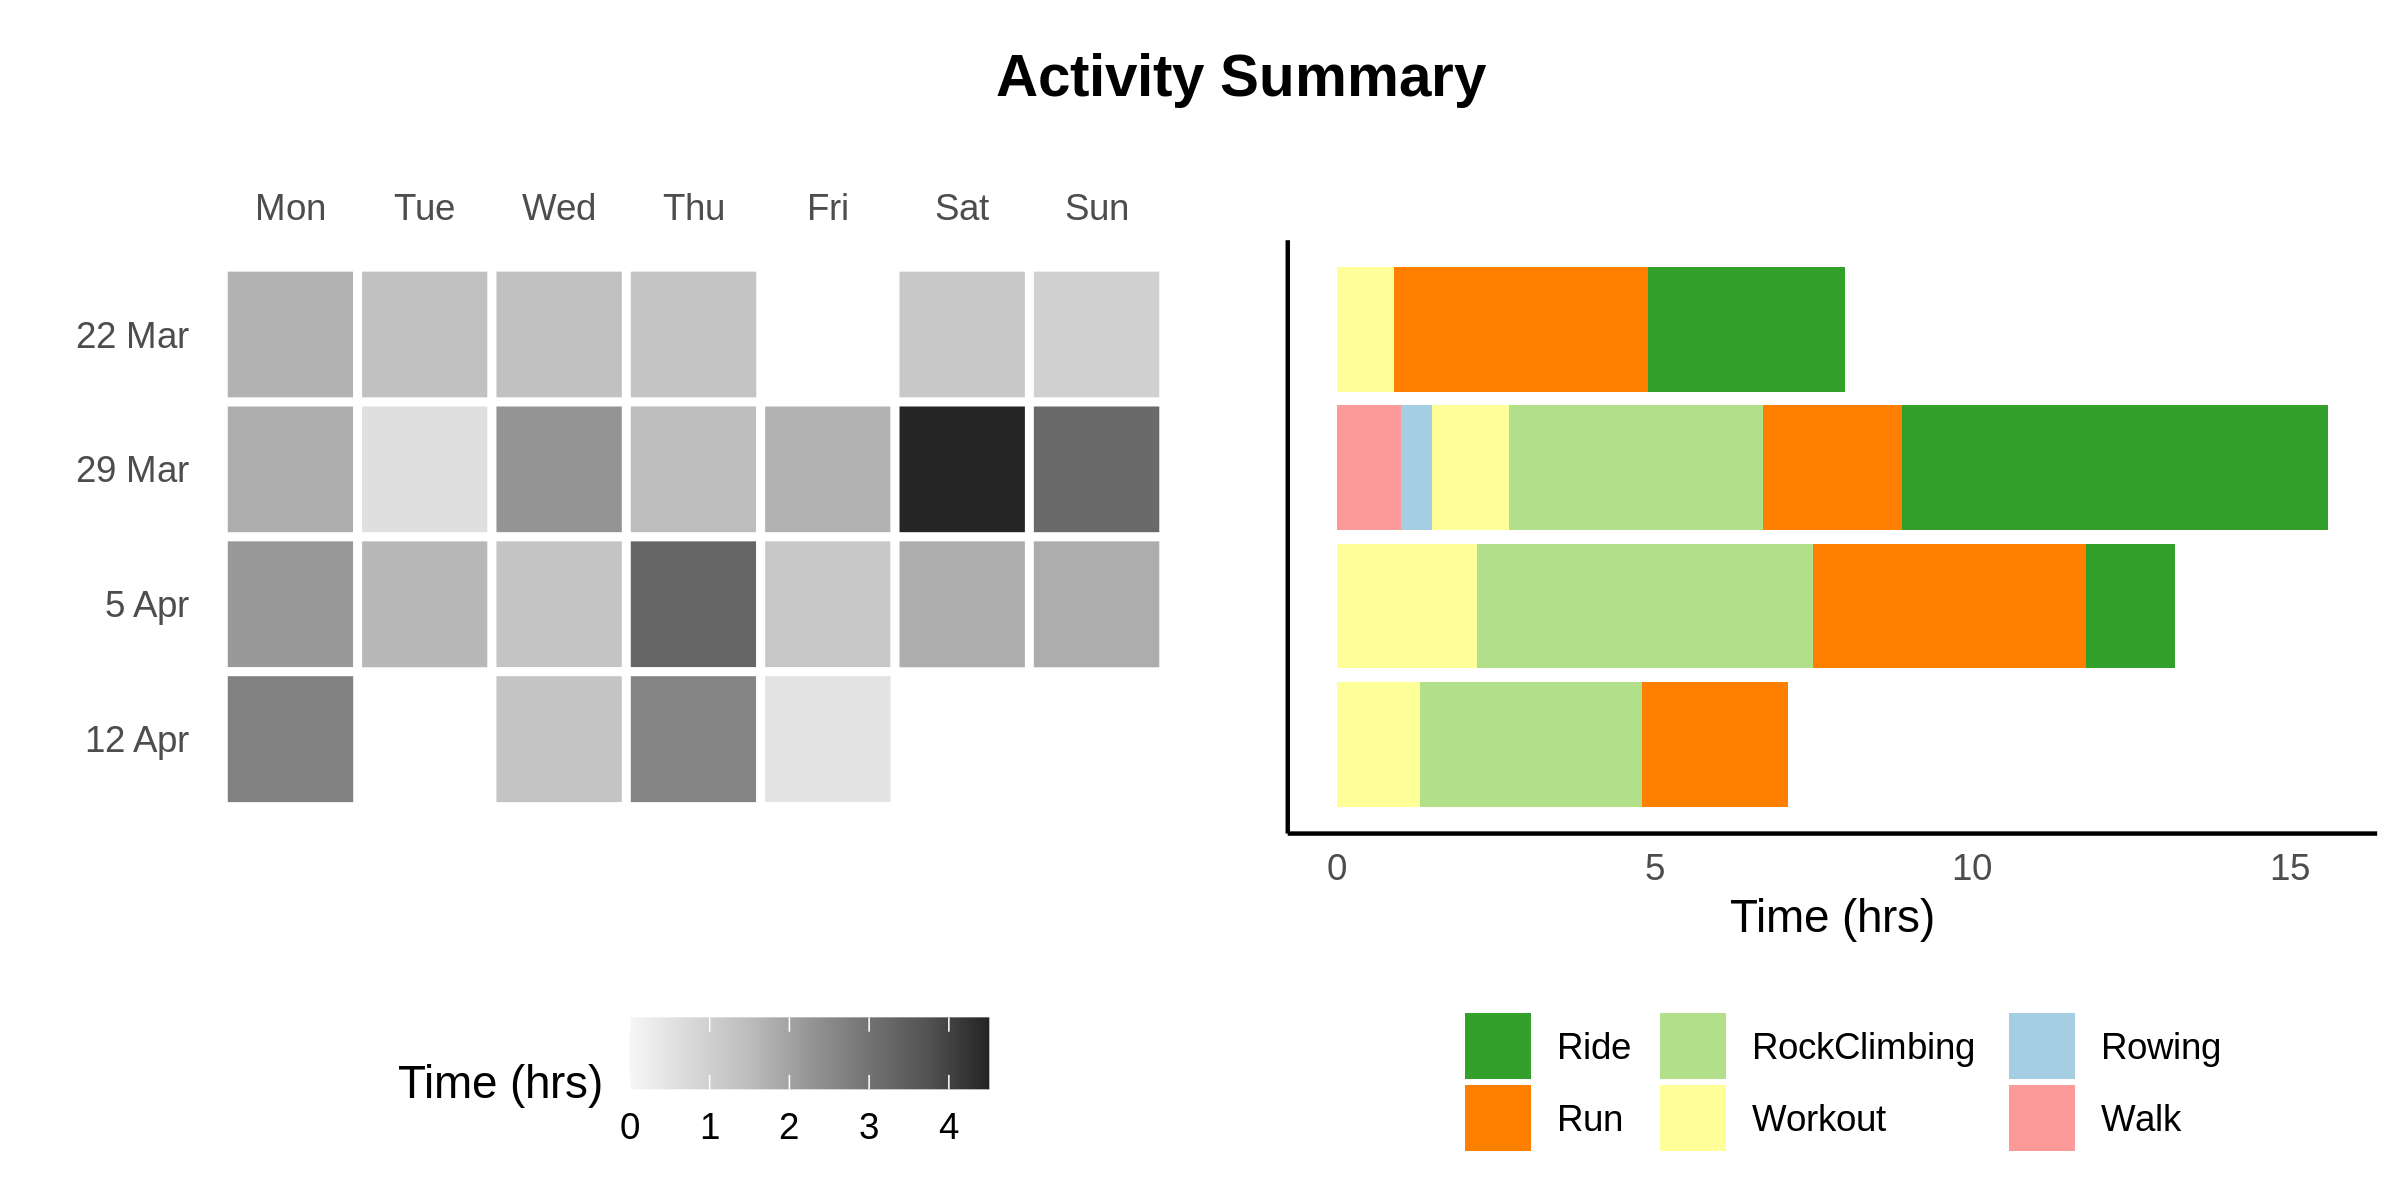 Activity Summary
Mon Tue Wed Thu Fri Sat Sun
22 Mar
29 Mar
5 Apr
12 Apr
0 5 10 15
Time (hrs)
Time (hrs)
0 1 2 3 4
Ride RockClimbing Rowing
Run Workout Walk